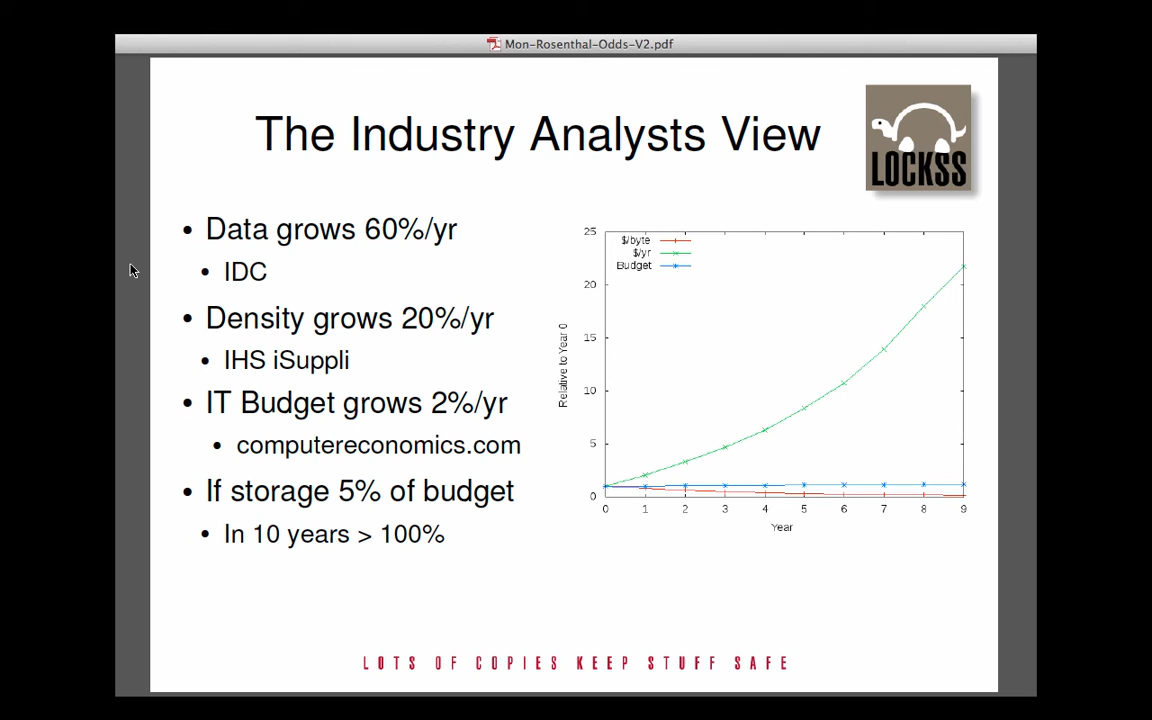 Mon-Rosenthal-Odds-V2.pdf
The Industry Analysts View
LOCKSS
• Data grows 60%/yr
• IDC
• Density grows 20%/yr
• IHS iSuppli
• IT Budget grows 2%/yr
• computereconomics.com
• If storage 5% of budget
• In 10 years > 100%
$/byte
$/yr
Budget
Relative to Year 0
25
20
15
10
5
0
0 1 2 3 4 5 6 7 8 9
Year
LOTS OF COPIES KEEP STUFF SAFE